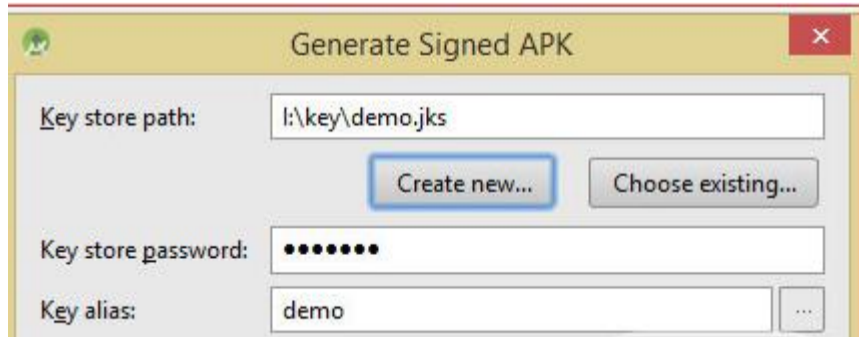 Generate Signed APK
Key store path: l:\key\demo.jks
Create new... Choose existing...
Key store password: •••••••
Key alias: demo ...